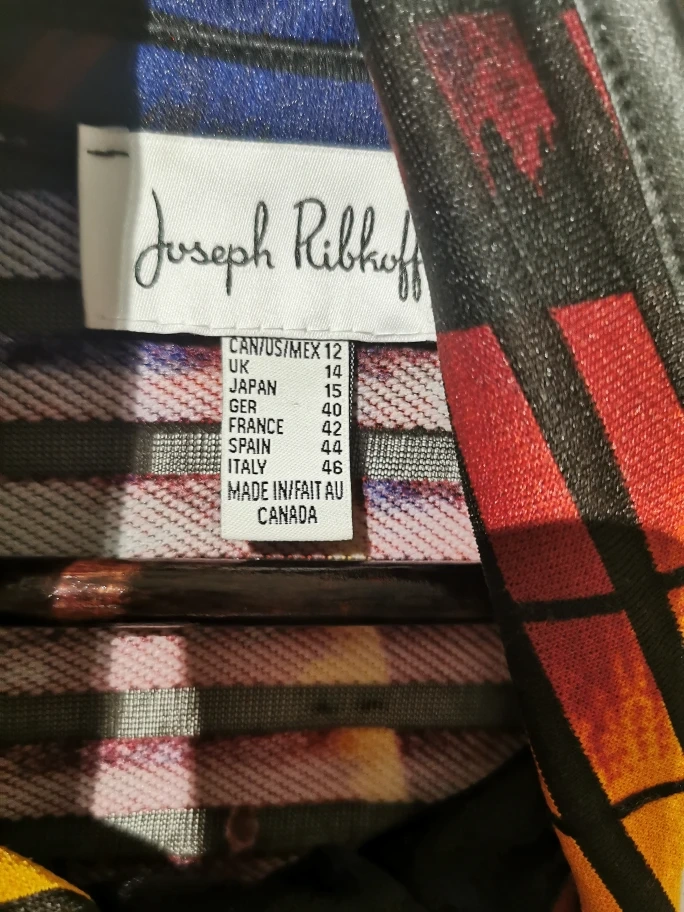 Joseph Ribkoff
CAN/US/MEX 12
UK 14
JAPAN 15
GER 40
FRANCE 42
SPAIN 44
ITALY 46
MADE IN/FAIT AU
CANADA